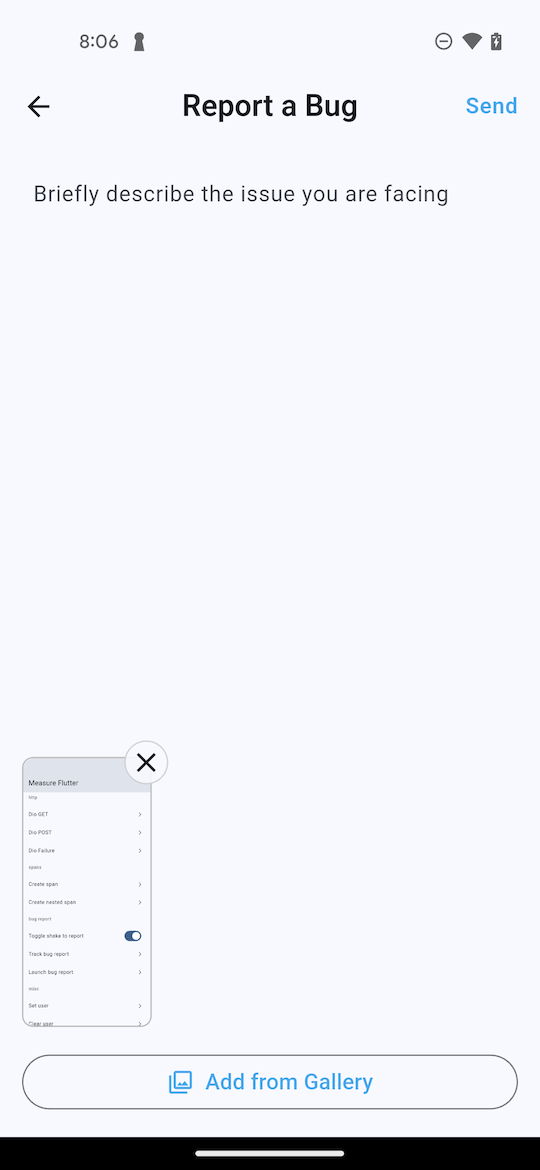 8:06
Report a Bug
Send
Briefly describe the issue you are facing
Measure Flutter
http
Dio GET
Dio POST
Dio Failure
spans
Create span
Create nested span
bug report
Toggle shake to report
Track bug report
Launch bug report
misc
Set user
Clear user
Add from Gallery